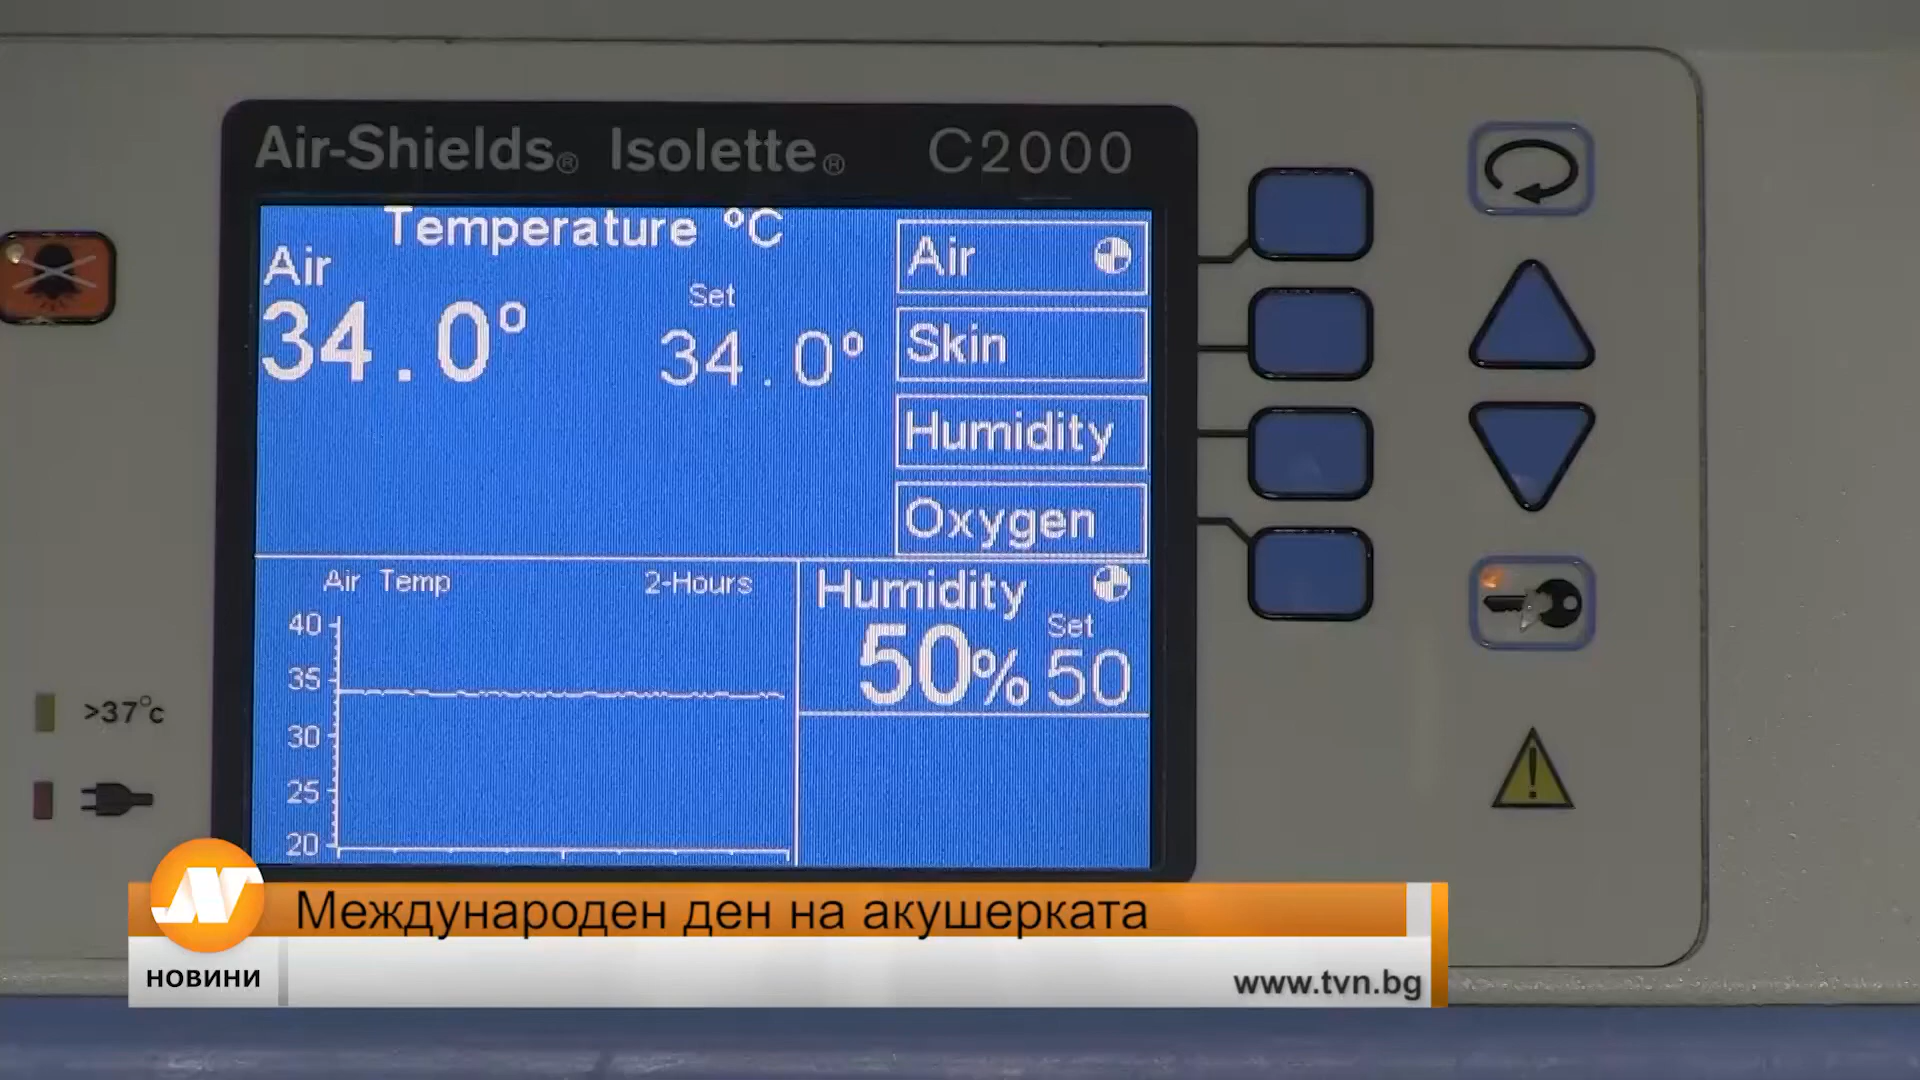 Air-Shields® Isolette® C2000
Temperature °C
Air
34.0°
Set
34.0°
Air
Skin
Humidity
Oxygen
Air Temp 2-Hours
40
35
30
25
20
Humidity
Set
50% 50
>37°c
Международен ден на акушерката
НОВИНИ
www.tvn.bg